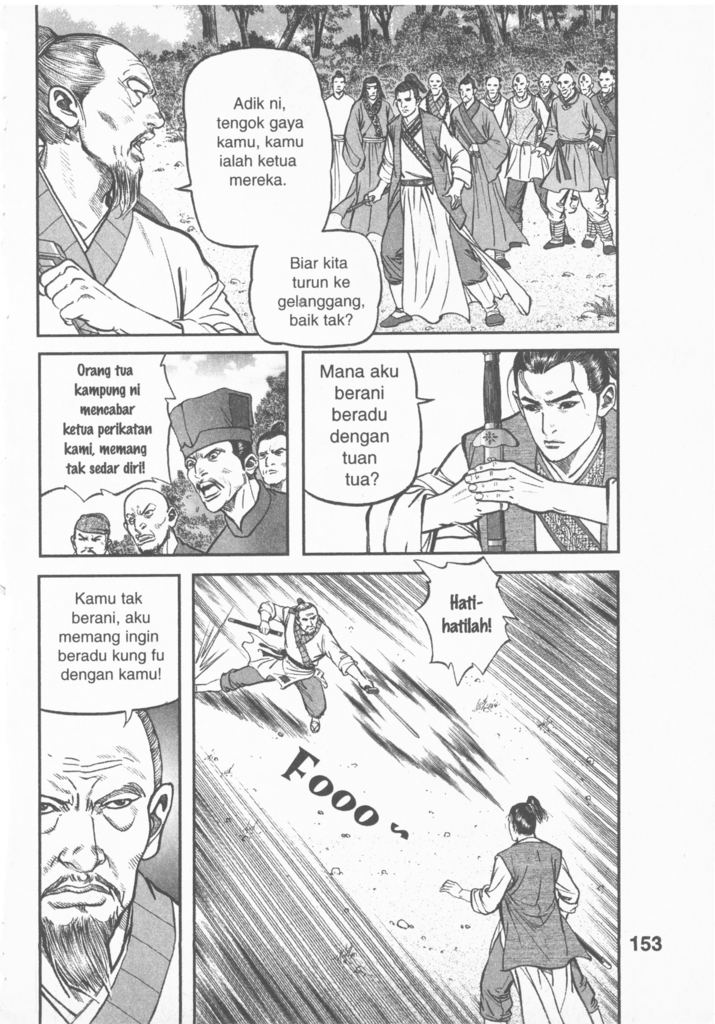 Adik ni,
tengok gaya
kamu, kamu
ialah ketua
mereka.
Biar kita
turun ke
gelanggang,
baik tak?
Orang tua
kampung ni
mencabar
ketua perikatan
kami, memang
tak sedar diri!
Mana aku
berani
beradu
dengan
tuan
tua?
Kamu tak
berani, aku
memang ingin
beradu kung fu
dengan kamu!
Hati-
hatilah!
Fooo~
153